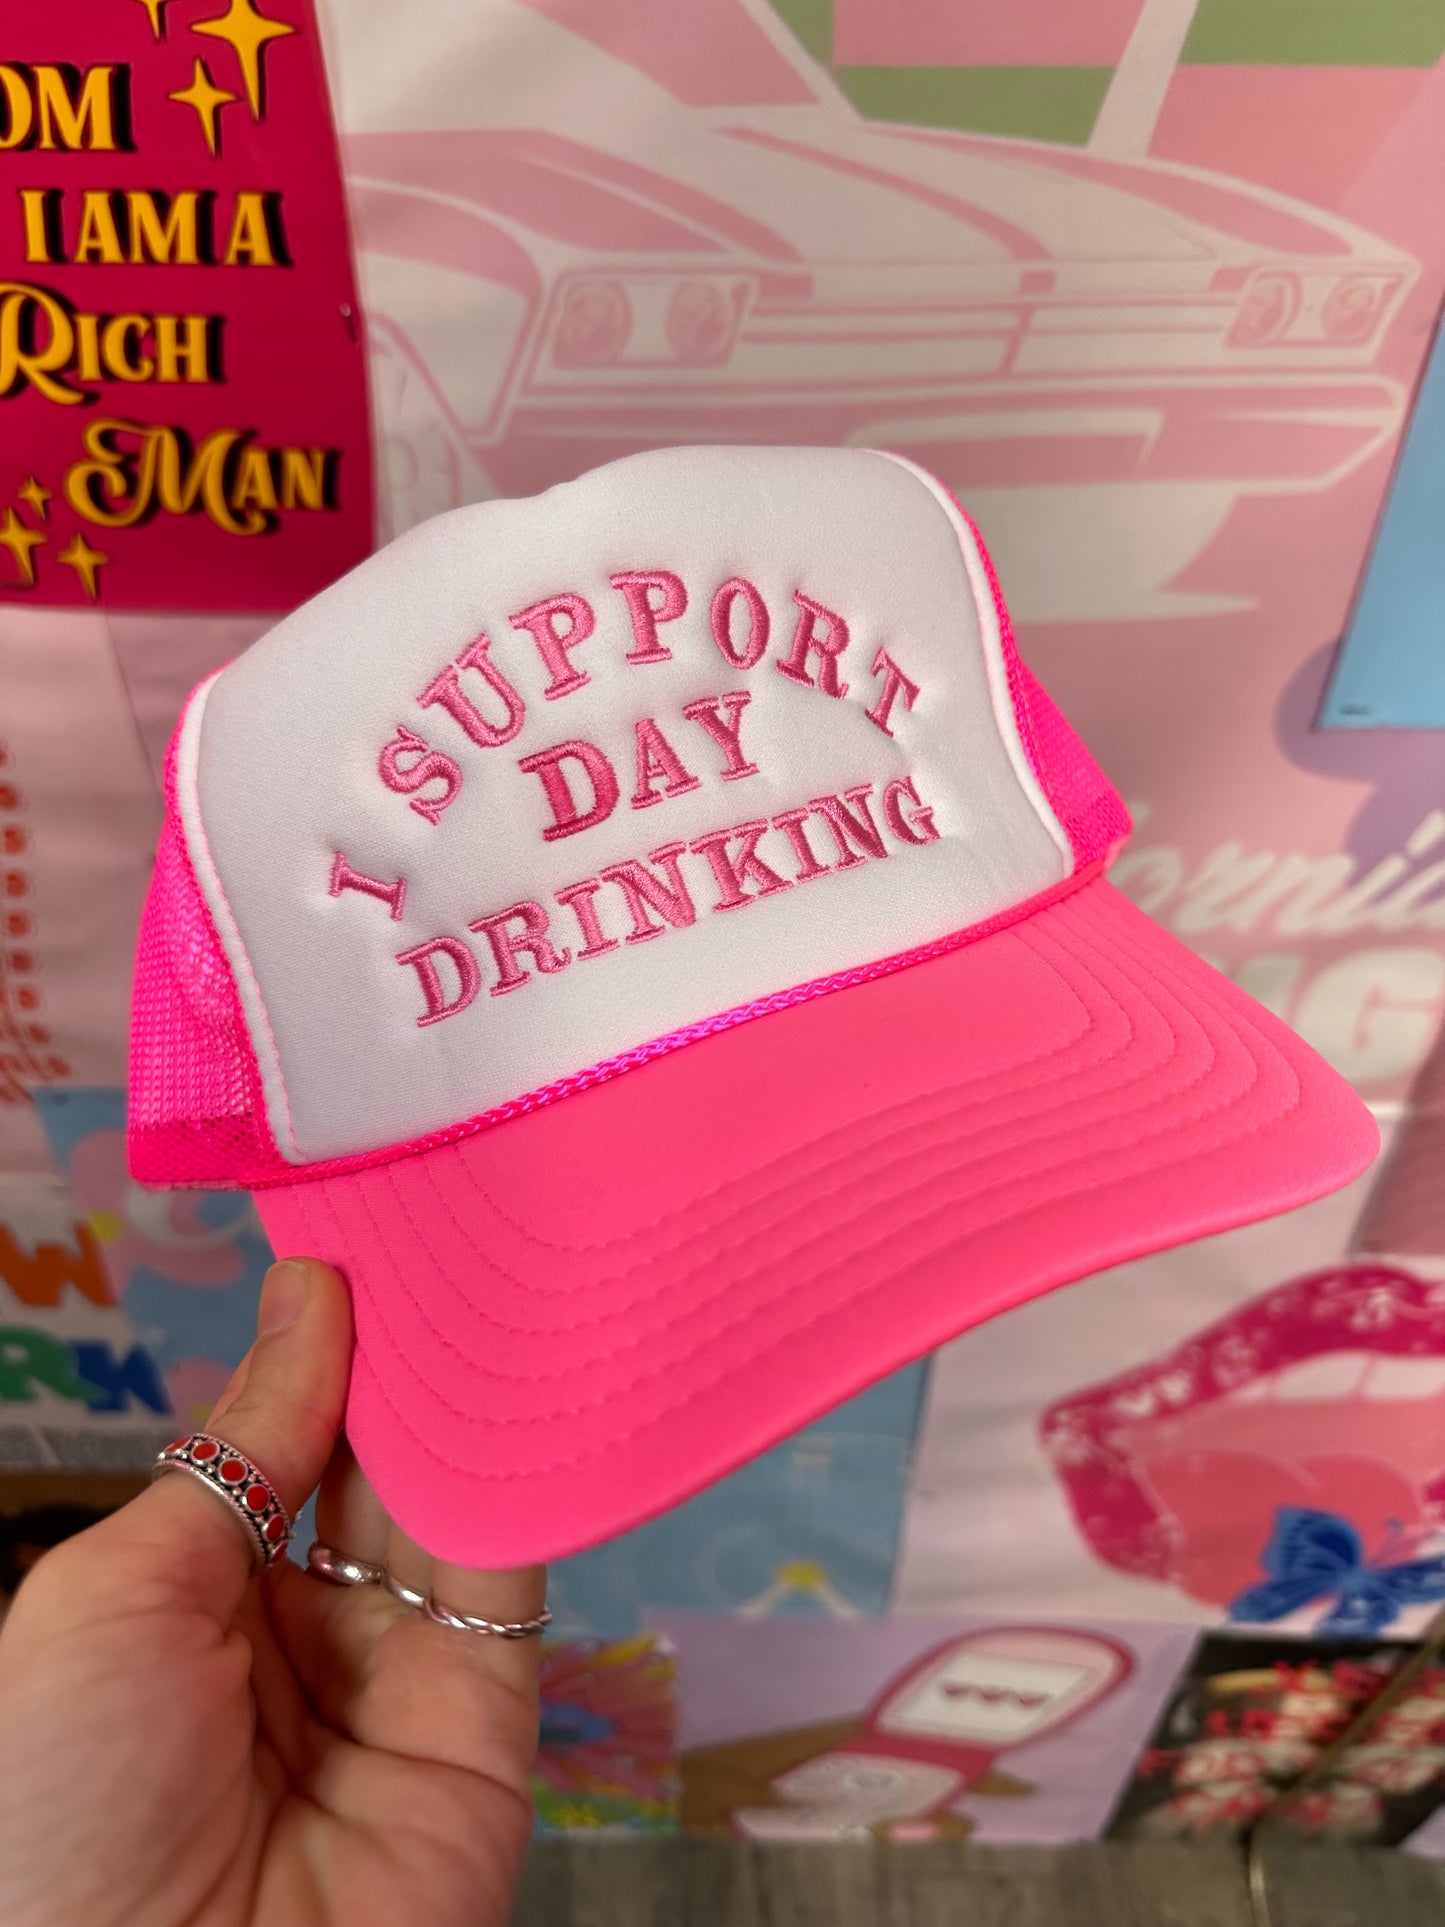 OM
I AM A
RICH
MAN
I SUPPORT
DAY
DRINKING